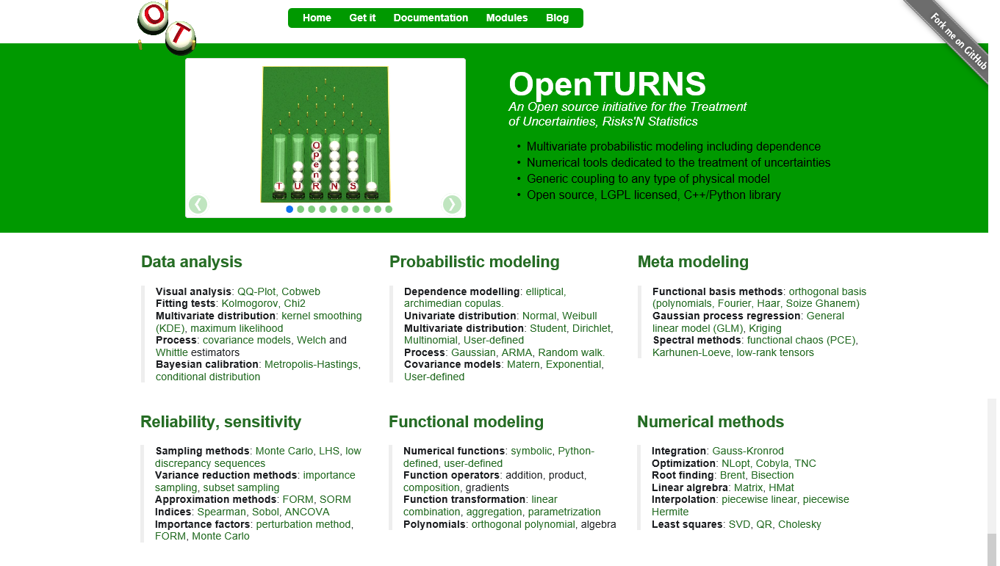 O
T
Home Get it Documentation Modules Blog
Fork me on GitHub
OpenTURNS
An Open source initiative for the Treatment
of Uncertainties, Risks'N Statistics
• Multivariate probabilistic modeling including dependence
• Numerical tools dedicated to the treatment of uncertainties
• Generic coupling to any type of physical model
• Open source, LGPL licensed, C++/Python library
O
p
e
n
T U R N S
Data analysis
Visual analysis: QQ-Plot, Cobweb
Fitting tests: Kolmogorov, Chi2
Multivariate distribution: kernel smoothing
(KDE), maximum likelihood
Process: covariance models, Welch and
Whittle estimators
Bayesian calibration: Metropolis-Hastings,
conditional distribution
Probabilistic modeling
Dependence modelling: elliptical,
archimedian copulas.
Univariate distribution: Normal, Weibull
Multivariate distribution: Student, Dirichlet,
Multinomial, User-defined
Process: Gaussian, ARMA, Random walk.
Covariance models: Matern, Exponential,
User-defined
Meta modeling
Functional basis methods: orthogonal basis
(polynomials, Fourier, Haar, Soize Ghanem)
Gaussian process regression: General
linear model (GLM), Kriging
Spectral methods: functional chaos (PCE),
Karhunen-Loeve, low-rank tensors
Reliability, sensitivity
Sampling methods: Monte Carlo, LHS, low
discrepancy sequences
Variance reduction methods: importance
sampling, subset sampling
Approximation methods: FORM, SORM
Indices: Spearman, Sobol, ANCOVA
Importance factors: perturbation method,
FORM, Monte Carlo
Functional modeling
Numerical functions: symbolic, Python-
defined, user-defined
Function operators: addition, product,
composition, gradients
Function transformation: linear
combination, aggregation, parametrization
Polynomials: orthogonal polynomial, algebra
Numerical methods
Integration: Gauss-Kronrod
Optimization: NLopt, Cobyla, TNC
Root finding: Brent, Bisection
Linear algrebra: Matrix, HMat
Interpolation: piecewise linear, piecewise
Hermite
Least squares: SVD, QR, Cholesky